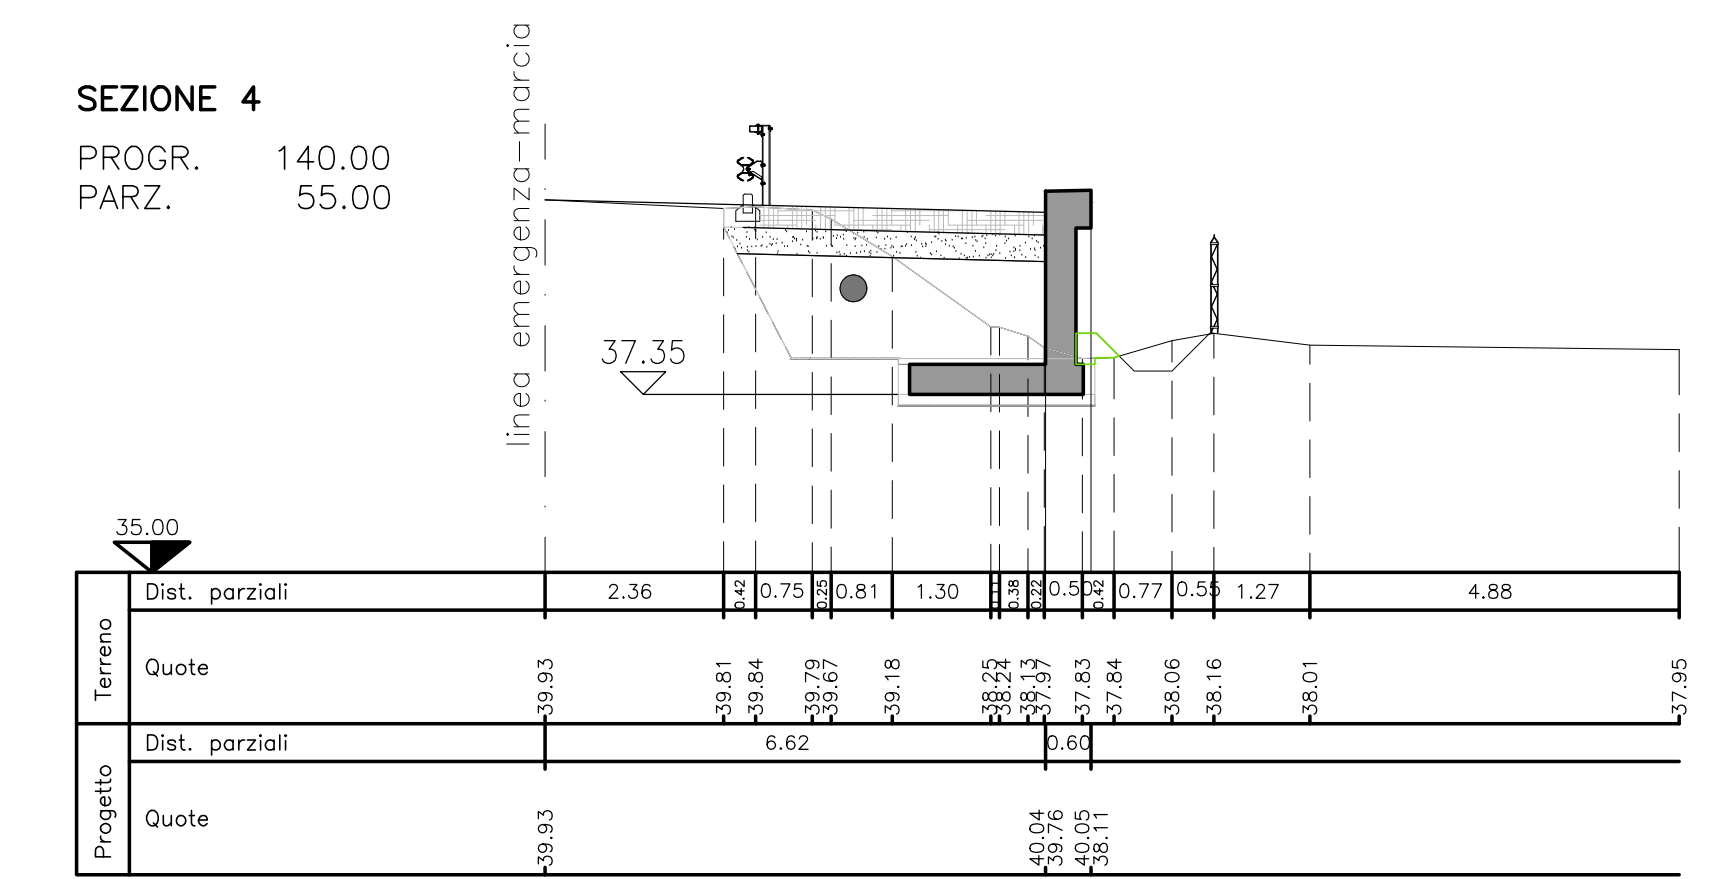 linea emergenza-marcia
SEZIONE 4
PROGR. 140.00
PARZ. 55.00
37.35
35.00
Terreno
Dist. parziali 2.36 0.42 0.75 0.25 0.81 1.30 0.11 0.38 0.22 0.50 0.42 0.77 0.55 1.27 4.88
Quote 39.93 39.81 39.84 39.79 39.67 39.18 38.25 38.24 38.13 37.97 37.83 37.84 38.06 38.16 38.01 37.95
Progetto
Dist. parziali 6.62 0.60
Quote 39.93 40.04 39.76 40.05 38.11